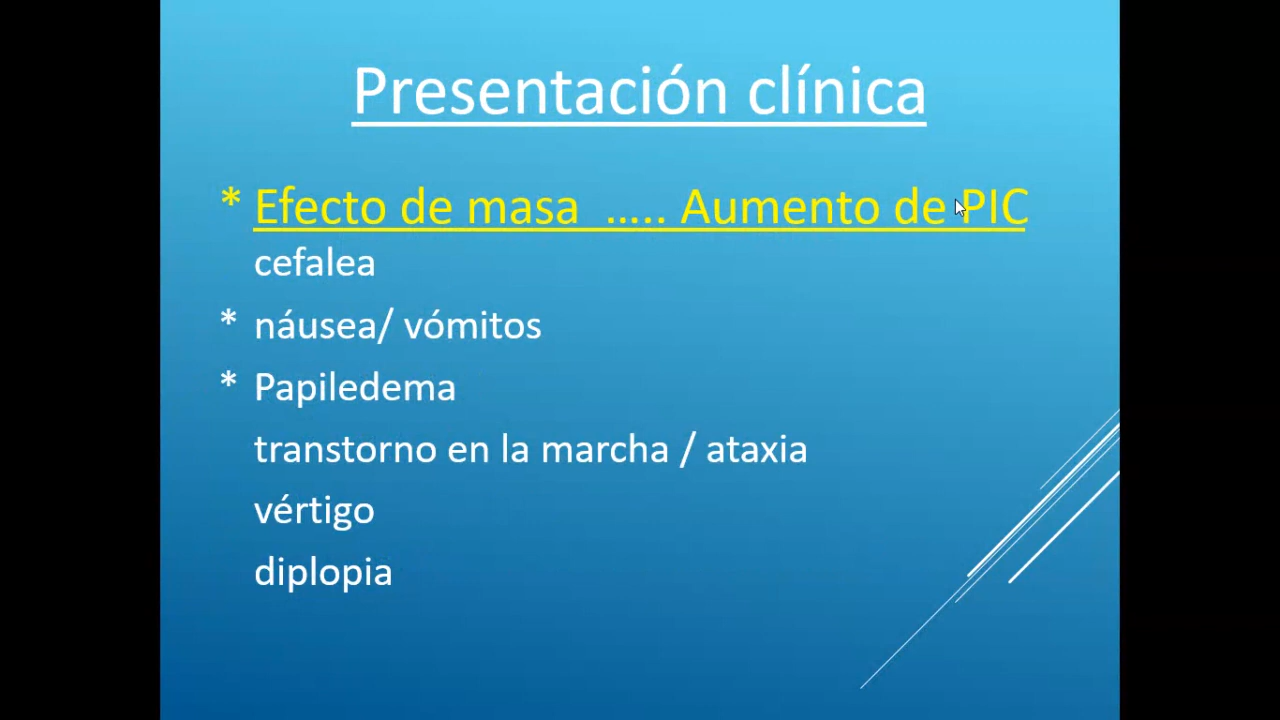 Presentación clínica
* Efecto de masa ..... Aumento de PIC
cefalea
* náusea/ vómitos
* Papiledema
transtorno en la marcha / ataxia
vértigo
diplopia